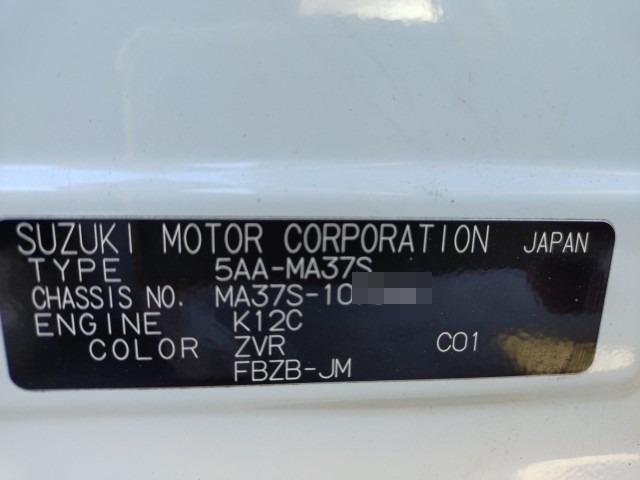 SUZUKI MOTOR CORPORATION JAPAN
TYPE 5AA-MA37S
CHASSIS NO. MA37S-10
ENGINE K12C
COLOR ZVR C01
FBZB-JM